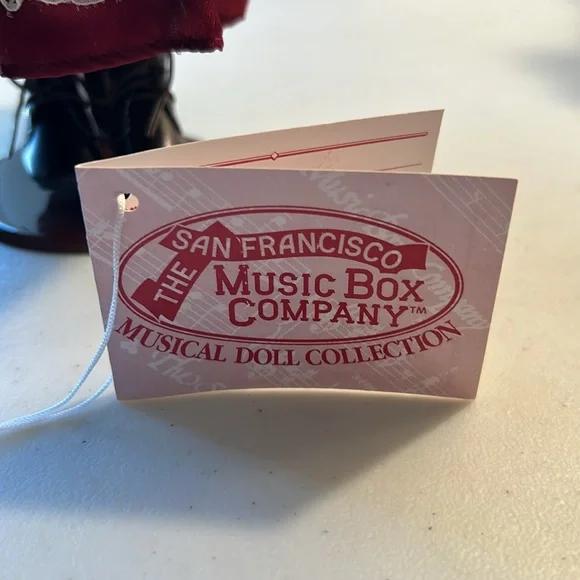 THE SAN FRANCISCO
MUSIC BOX
COMPANY™
MUSICAL DOLL COLLECTION